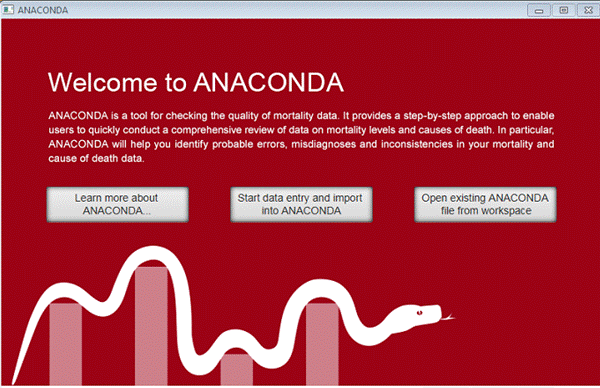 ANACONDA
Welcome to ANACONDA
ANACONDA is a tool for checking the quality of mortality data. It provides a step-by-step approach to enable
users to quickly conduct a comprehensive review of data on mortality levels and causes of death. In particular,
ANACONDA will help you identify probable errors, misdiagnoses and inconsistencies in your mortality and
cause of death data.
Learn more about
ANACONDA...
Start data entry and import
into ANACONDA
Open existing ANACONDA
file from workspace